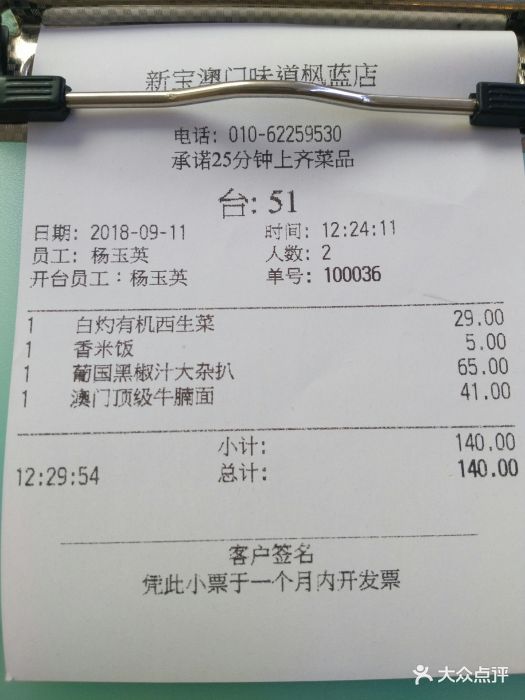 新宝澳门味道枫蓝店
电话: 010-62259530
承诺25分钟上齐菜品
台: 51
日期: 2018-09-11 时间: 12:24:11
员工: 杨玉英 人数: 2
开台员工: 杨玉英 单号: 100036
1 白灼有机西生菜 29.00
1 香米饭 5.00
1 葡国黑椒汁大杂扒 65.00
1 澳门顶级牛腩面 41.00
小计: 140.00
12:29:54 总计: 140.00
客户签名
凭此小票于一个月内开发票
大众点评